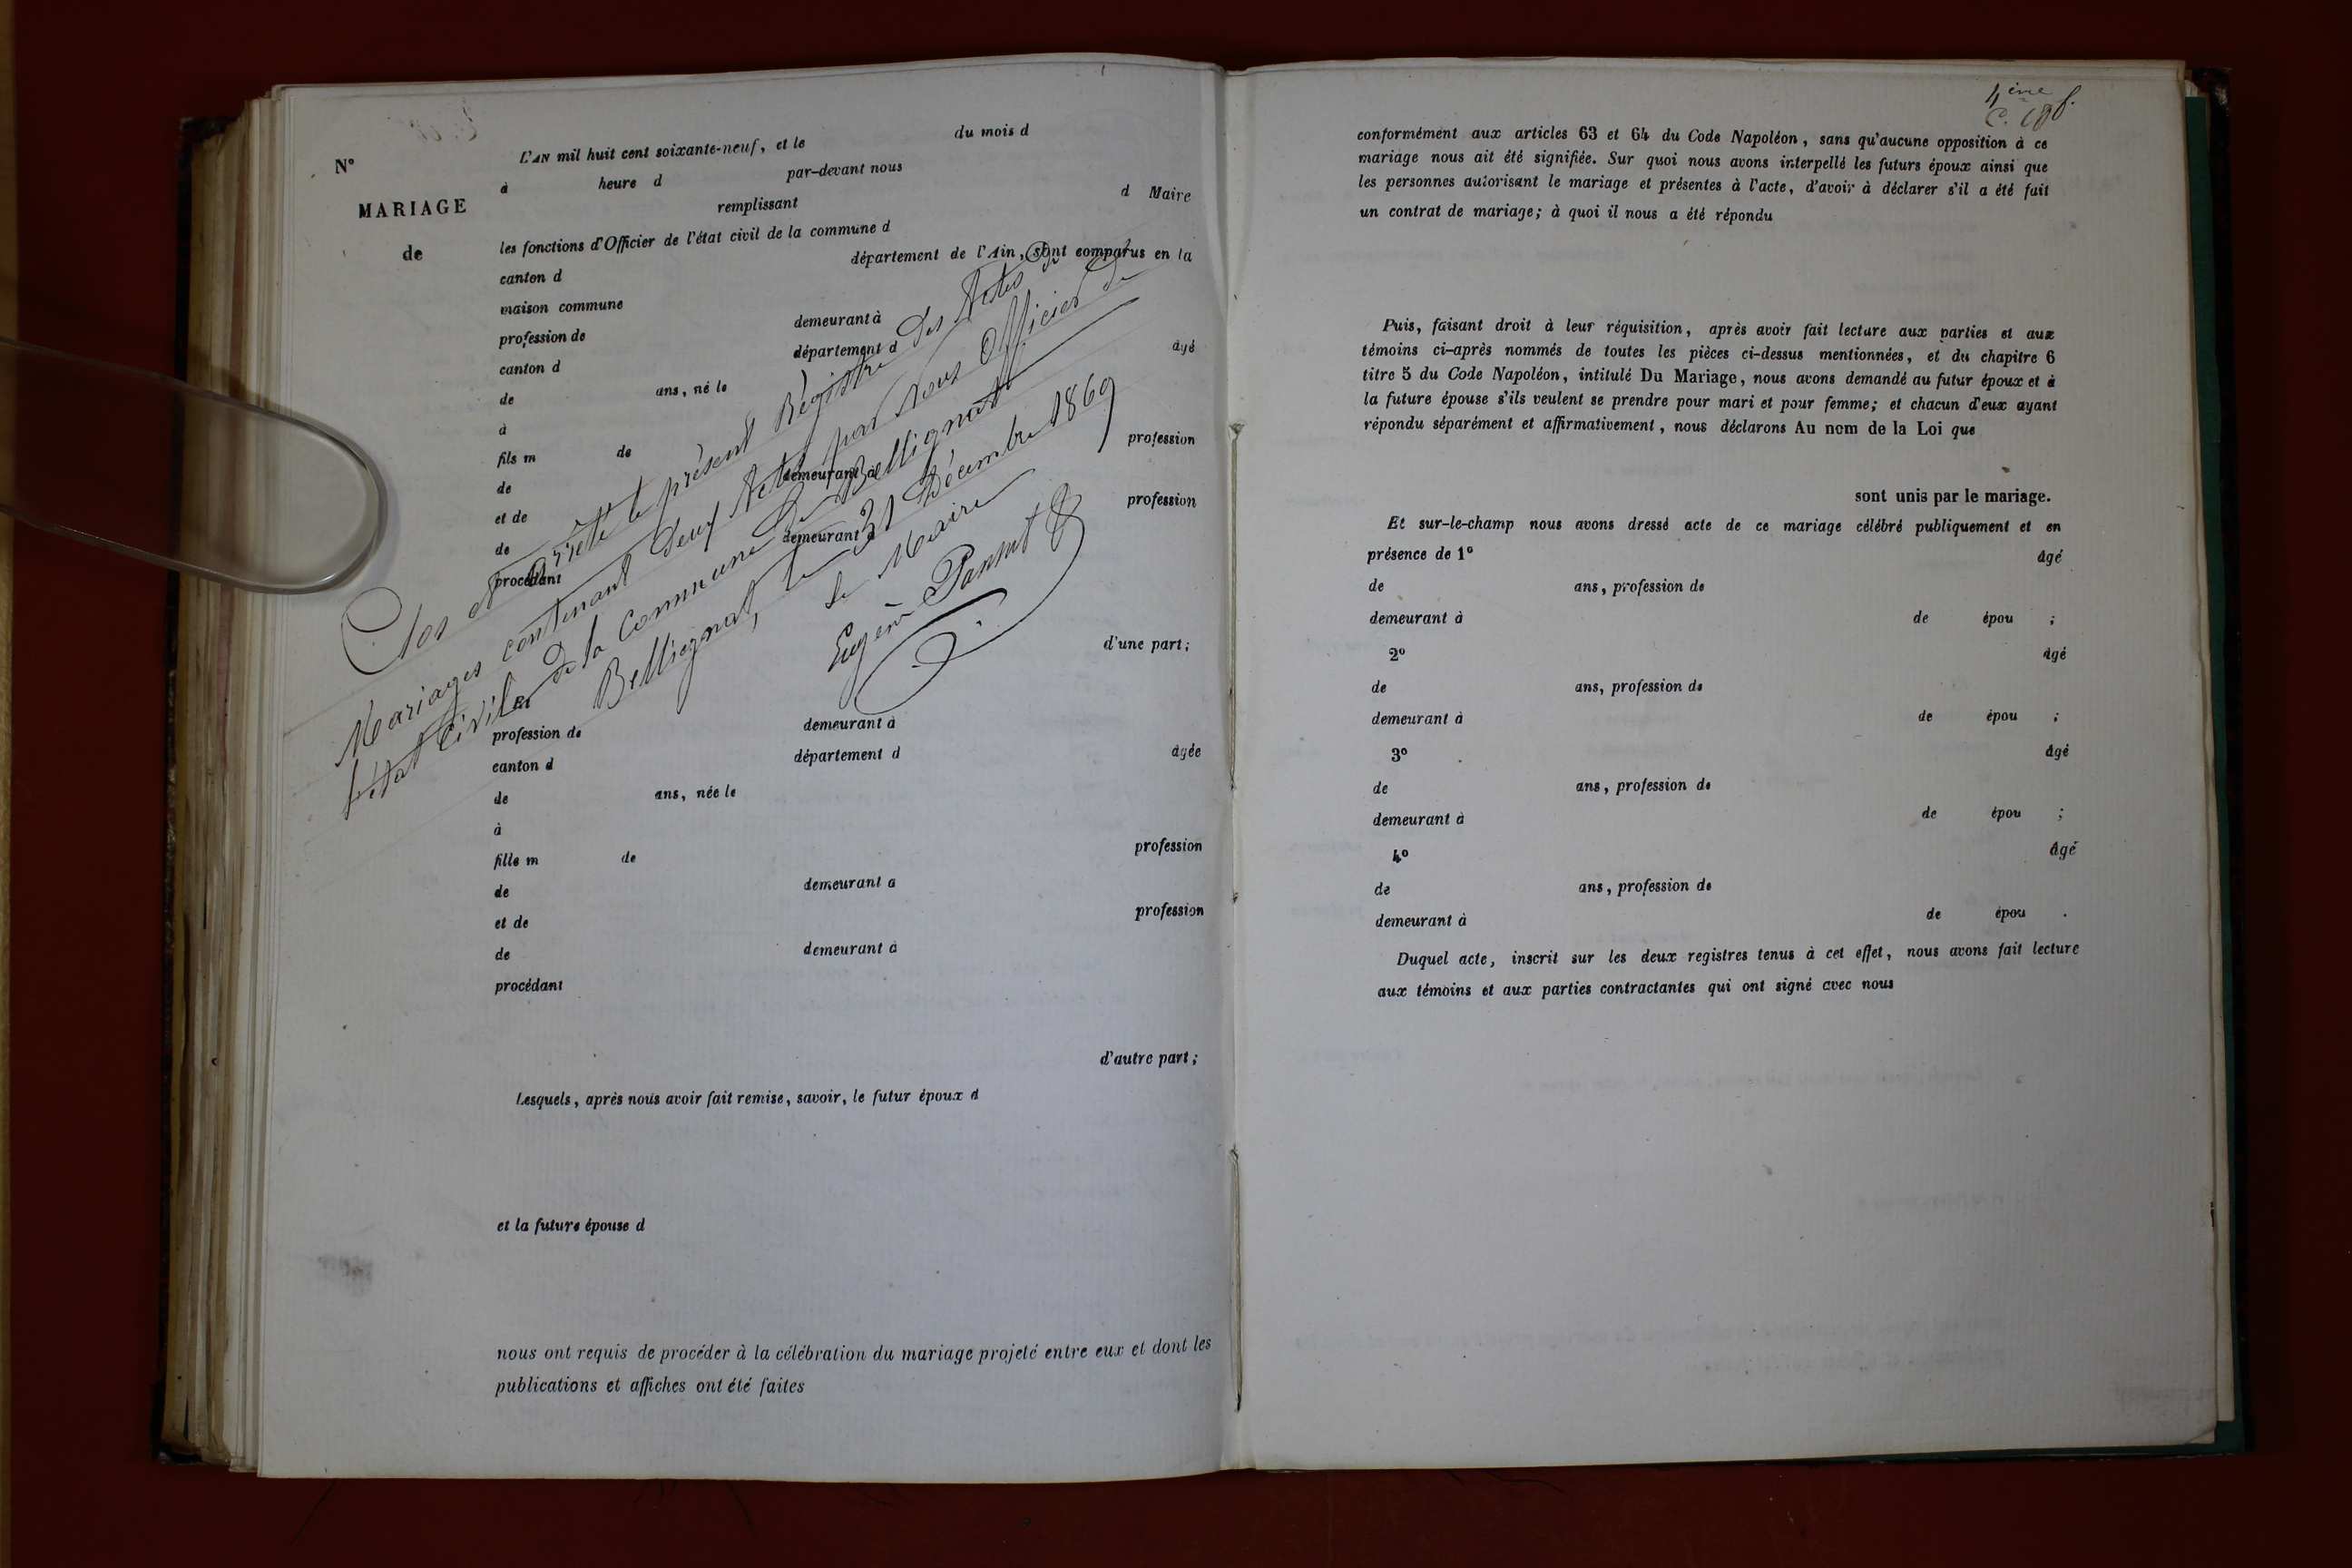 N°
MARIAGE
de
L'AN mil huit cent soixante-neuf, et le du mois d
à heure d par-devant nous
remplissant d Maire
les fonctions d'Officier de l'état civil de la commune d
canton d département de l'Ain, sont comparus en la
maison commune
profession de demeurant à
canton d département d âgé
de ans, né le
à
fils m de profession
de demeurant à
et de profession
de demeurant à
procédant
d'une part;
Et
profession de demeurant à
canton d département d âgée
de ans, née le
à
fille m de profession
de demeurant à
et de profession
de demeurant à
procédant
d'autre part;
Lesquels, après nous avoir fait remise, savoir, le futur époux d
et la future épouse d
nous ont requis de procéder à la célébration du mariage projeté entre eux et dont les
publications et affiches ont été faites
Clos et arrêté le présent Régistre des Actes de
Mariages contenant deux Actes par Nous Officier de
l'état Civil de la Commune de Bellignat
Bellignat, le 31 Décembre 1869
Le Maire
Eugène
4ème f.
conformément aux articles 63 et 64 du Code Napoléon, sans qu'aucune opposition à ce
mariage nous ait été signifiée. Sur quoi nous avons interpellé les futurs époux ainsi que
les personnes autorisant le mariage et présentes à l'acte, d'avoir à déclarer s'il a été fait
un contrat de mariage; à quoi il nous a été répondu
Puis, faisant droit à leur réquisition, après avoir fait lecture aux parties et aux
témoins ci-après nommés de toutes les pièces ci-dessus mentionnées, et du chapitre 6
titre 5 du Code Napoléon, intitulé Du Mariage, nous avons demandé au futur époux et à
la future épouse s'ils veulent se prendre pour mari et pour femme; et chacun d'eux ayant
répondu séparément et affirmativement, nous déclarons Au nom de la Loi que
sont unis par le mariage.
Et sur-le-champ nous avons dressé acte de ce mariage célébré publiquement et en
présence de 1° âgé
de ans, profession de
demeurant à de épou ;
2° âgé
de ans, profession de
demeurant à de épou ;
3° âgé
de ans, profession de
demeurant à de épou ;
4° âgé
de ans, profession de
demeurant à de épou .
Duquel acte, inscrit sur les deux registres tenus à cet effet, nous avons fait lecture
aux témoins et aux parties contractantes qui ont signé avec nous